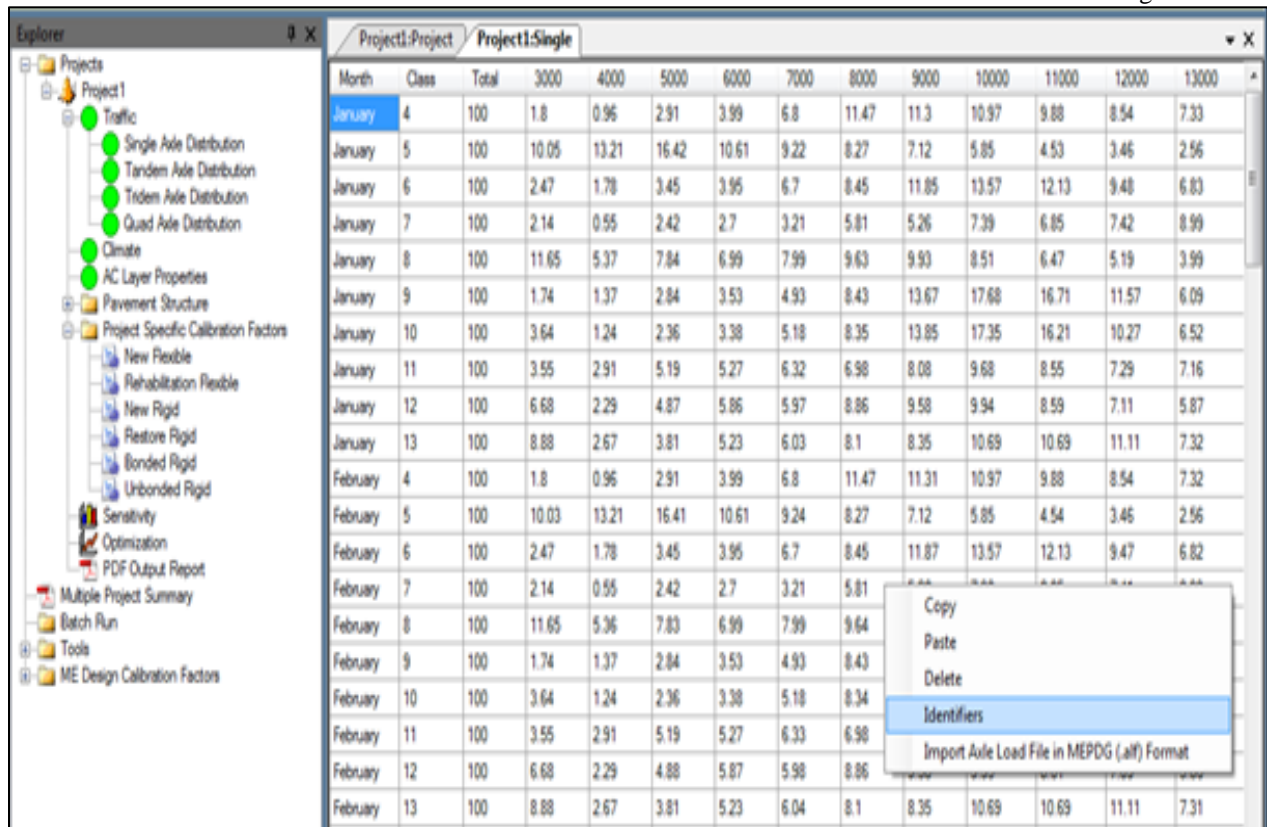 Explorer
Projects
Project1
Traffic
Single Axle Distribution
Tandem Axle Distribution
Tridem Axle Distribution
Quad Axle Distribution
Climate
AC Layer Properties
Pavement Structure
Project Specific Calibration Factors
New Flexible
Rehabilitation Flexible
New Rigid
Restore Rigid
Bonded Rigid
Unbonded Rigid
Sensitivity
Optimization
PDF Output Report
Multiple Project Summary
Batch Run
Tools
ME Design Calibration Factors
Project1:Project Project1:Single
Month Class Total 3000 4000 5000 6000 7000 8000 9000 10000 11000 12000 13000
January 4 100 1.8 0.96 2.91 3.99 6.8 11.47 11.3 10.97 9.88 8.54 7.33
January 5 100 10.05 13.21 16.42 10.61 9.22 8.27 7.12 5.85 4.53 3.46 2.56
January 6 100 2.47 1.78 3.45 3.95 6.7 8.45 11.85 13.57 12.13 9.48 6.83
January 7 100 2.14 0.55 2.42 2.7 3.21 5.81 5.26 7.39 6.85 7.42 8.99
January 8 100 11.65 5.37 7.84 6.99 7.99 9.63 9.93 8.51 6.47 5.19 3.99
January 9 100 1.74 1.37 2.84 3.53 4.93 8.43 13.67 17.68 16.71 11.57 6.09
January 10 100 3.64 1.24 2.36 3.38 5.18 8.35 13.85 17.35 16.21 10.27 6.52
January 11 100 3.55 2.91 5.19 5.27 6.32 6.98 8.08 9.68 8.55 7.29 7.16
January 12 100 6.68 2.29 4.87 5.86 5.97 8.86 9.58 9.94 8.59 7.11 5.87
January 13 100 8.88 2.67 3.81 5.23 6.03 8.1 8.35 10.69 10.69 11.11 7.32
February 4 100 1.8 0.96 2.91 3.99 6.8 11.47 11.31 10.97 9.88 8.54 7.32
February 5 100 10.03 13.21 16.41 10.61 9.24 8.27 7.12 5.85 4.54 3.46 2.56
February 6 100 2.47 1.78 3.45 3.95 6.7 8.45 11.87 13.57 12.13 9.47 6.82
February 7 100 2.14 0.55 2.42 2.7 3.21 5.81
February 8 100 11.65 5.36 7.83 6.99 7.99 9.64
February 9 100 1.74 1.37 2.84 3.53 4.93 8.43
February 10 100 3.64 1.24 2.36 3.38 5.18 8.34
February 11 100 3.55 2.91 5.19 5.27 6.33 6.98
February 12 100 6.68 2.29 4.88 5.87 5.98 8.86
February 13 100 8.88 2.67 3.81 5.23 6.04 8.1 8.35 10.69 10.69 11.11 7.31
Copy
Paste
Delete
Identifiers
Import Axle Load File in MEPDG (.alf) Format